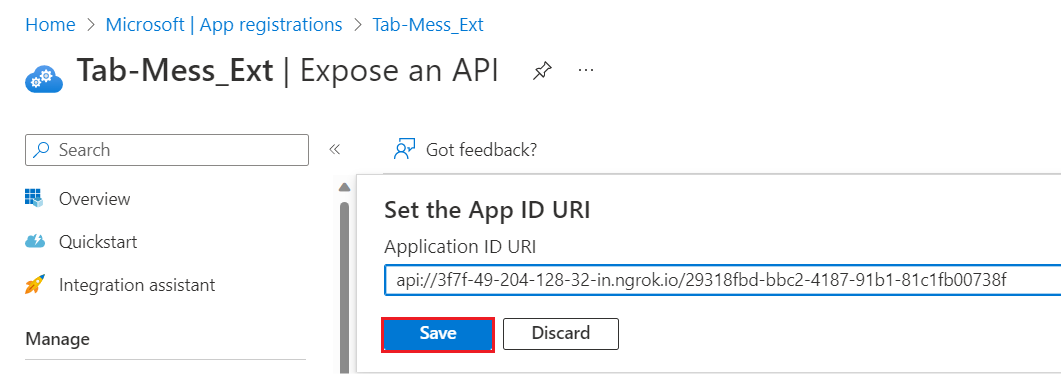 Home > Microsoft | App registrations > Tab-Mess_Ext
Tab-Mess_Ext | Expose an API
Search
Got feedback?
Overview
Quickstart
Integration assistant
Manage
Set the App ID URI
Application ID URI
api://3f7f-49-204-128-32-in.ngrok.io/29318fbd-bbc2-4187-91b1-81c1fb00738f
Save Discard